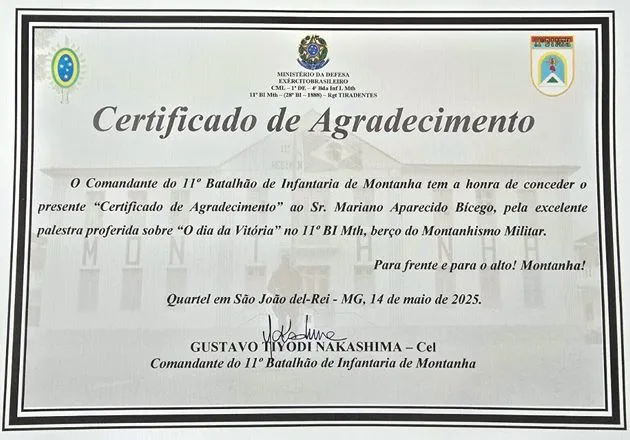 MINISTÉRIO DA DEFESA
EXÉRCITOBRASILEIRO
CML – 1ª DE – 4ª Bda Inf L Mth
11º BI Mth – (28º BI - 1888) – Rgt TIRADENTES
Certificado de Agradecimento
O Comandante do 11º Batalhão de Infantaria de Montanha tem a honra de conceder o
presente “Certificado de Agradecimento” ao Sr. Mariano Aparecido Bícego, pela excelente
palestra proferida sobre “O dia da Vitória” no 11º BI Mth, berço do Montanhismo Militar.
MONTANHA
Para frente e para o alto! Montanha!
Quartel em São João del-Rei - MG, 14 de maio de 2025.
GUSTAVO TIYODI NAKASHIMA – Cel
Comandante do 11º Batalhão de Infantaria de Montanha